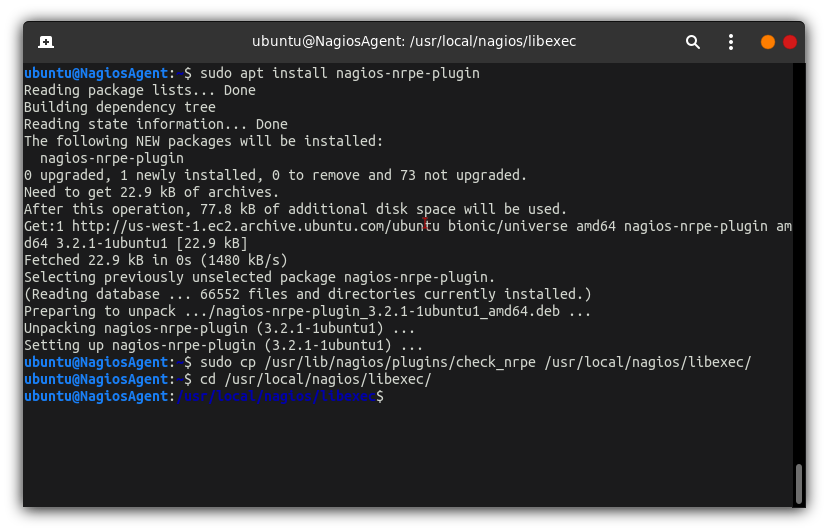 ubuntu@NagiosAgent: /usr/local/nagios/libexec
ubuntu@NagiosAgent:~$ sudo apt install nagios-nrpe-plugin
Reading package lists... Done
Building dependency tree
Reading state information... Done
The following NEW packages will be installed:
  nagios-nrpe-plugin
0 upgraded, 1 newly installed, 0 to remove and 73 not upgraded.
Need to get 22.9 kB of archives.
After this operation, 77.8 kB of additional disk space will be used.
Get:1 http://us-west-1.ec2.archive.ubuntu.com/ubuntu bionic/universe amd64 nagios-nrpe-plugin am
d64 3.2.1-1ubuntu1 [22.9 kB]
Fetched 22.9 kB in 0s (1480 kB/s)
Selecting previously unselected package nagios-nrpe-plugin.
(Reading database ... 66552 files and directories currently installed.)
Preparing to unpack .../nagios-nrpe-plugin_3.2.1-1ubuntu1_amd64.deb ...
Unpacking nagios-nrpe-plugin (3.2.1-1ubuntu1) ...
Setting up nagios-nrpe-plugin (3.2.1-1ubuntu1) ...
ubuntu@NagiosAgent:~$ sudo cp /usr/lib/nagios/plugins/check_nrpe /usr/local/nagios/libexec/
ubuntu@NagiosAgent:~$ cd /usr/local/nagios/libexec/
ubuntu@NagiosAgent:/usr/local/nagios/libexec$